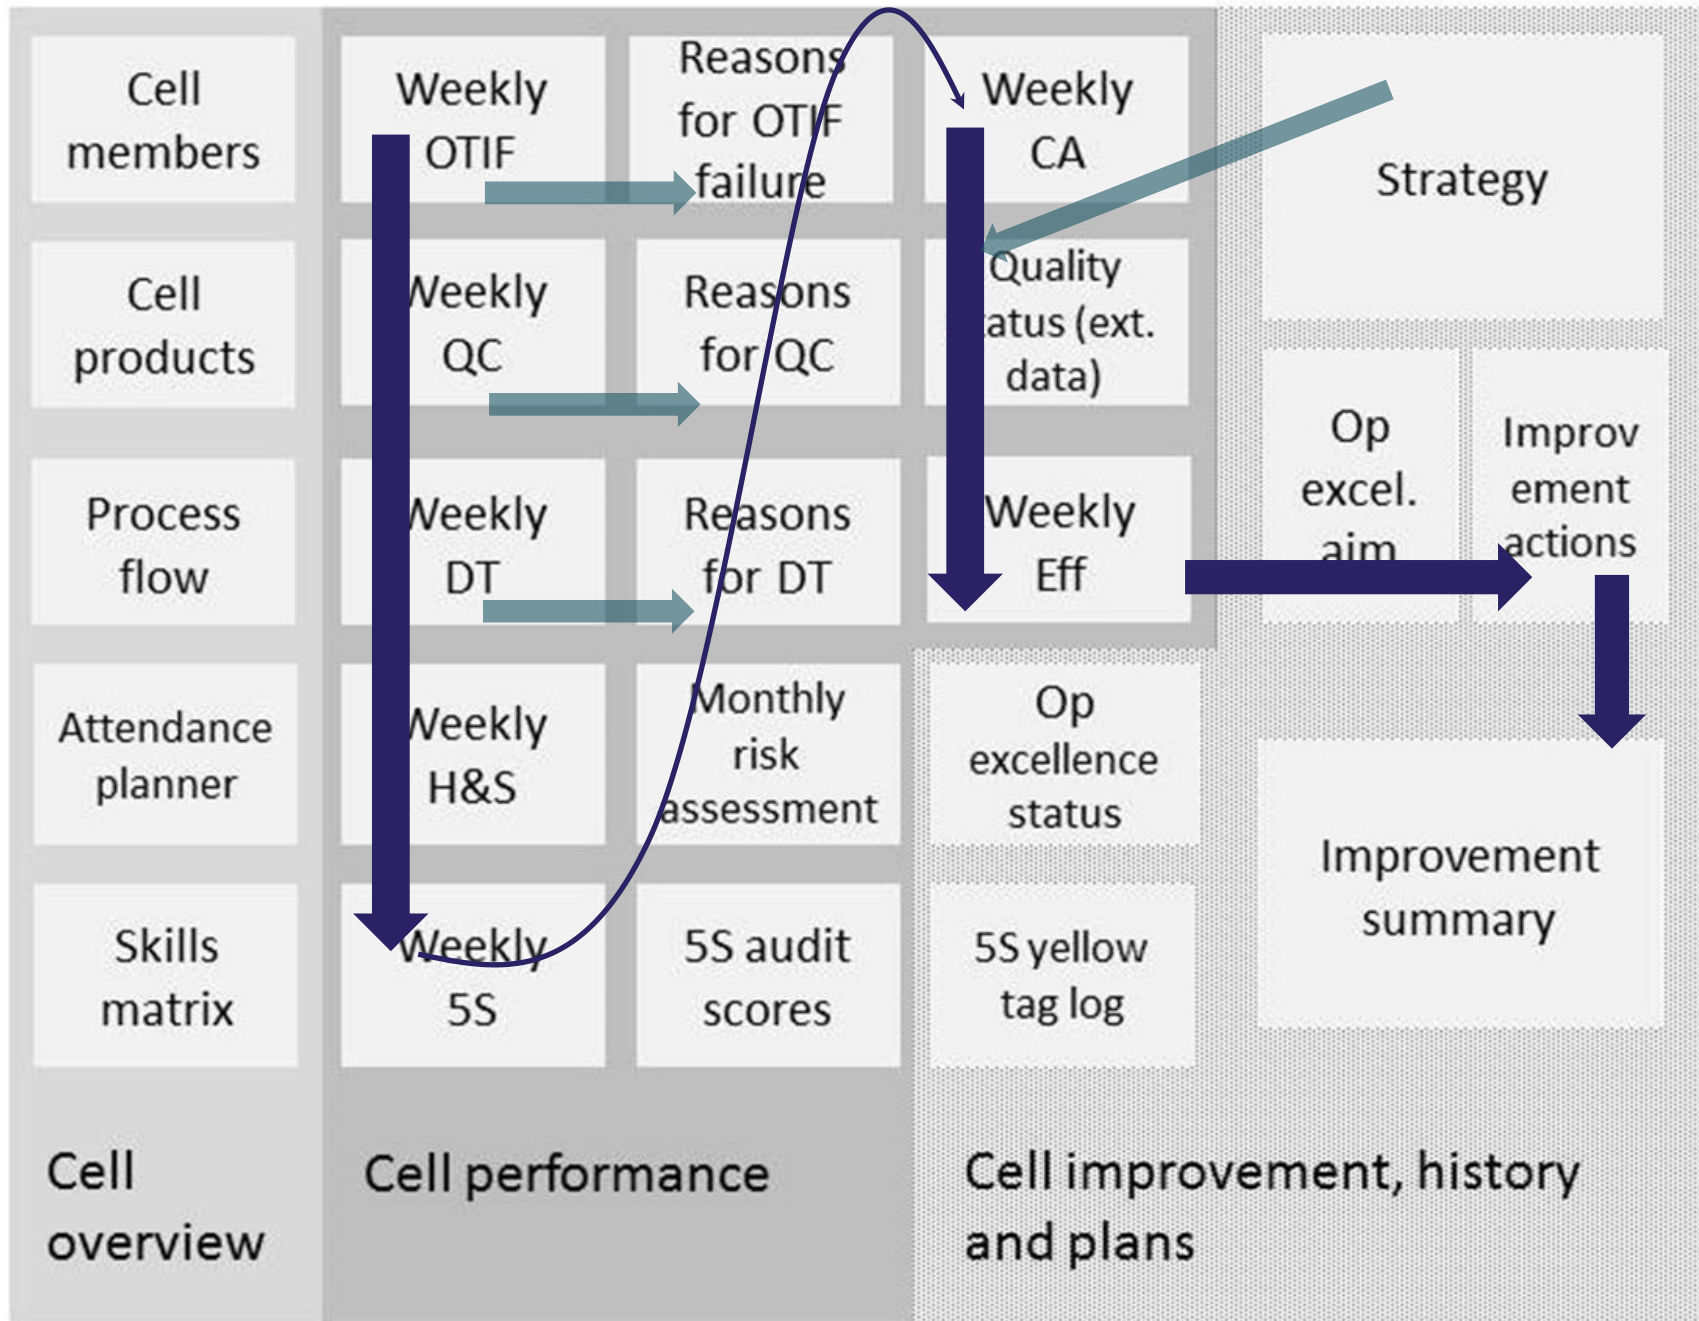 Cell
members
Weekly
OTIF
Reasons
for OTIF
failure
Weekly
CA
Strategy
Cell
products
Weekly
QC
Reasons
for QC
Quality
status (ext.
data)
Op
excel.
aim
Improv
ement
actions
Process
flow
Weekly
DT
Reasons
for DT
Weekly
Eff
Attendance
planner
Weekly
H&S
Monthly
risk
assessment
Op
excellence
status
Improvement
summary
Skills
matrix
Weekly
5S
5S audit
scores
5S yellow
tag log
Cell
overview
Cell performance
Cell improvement, history
and plans